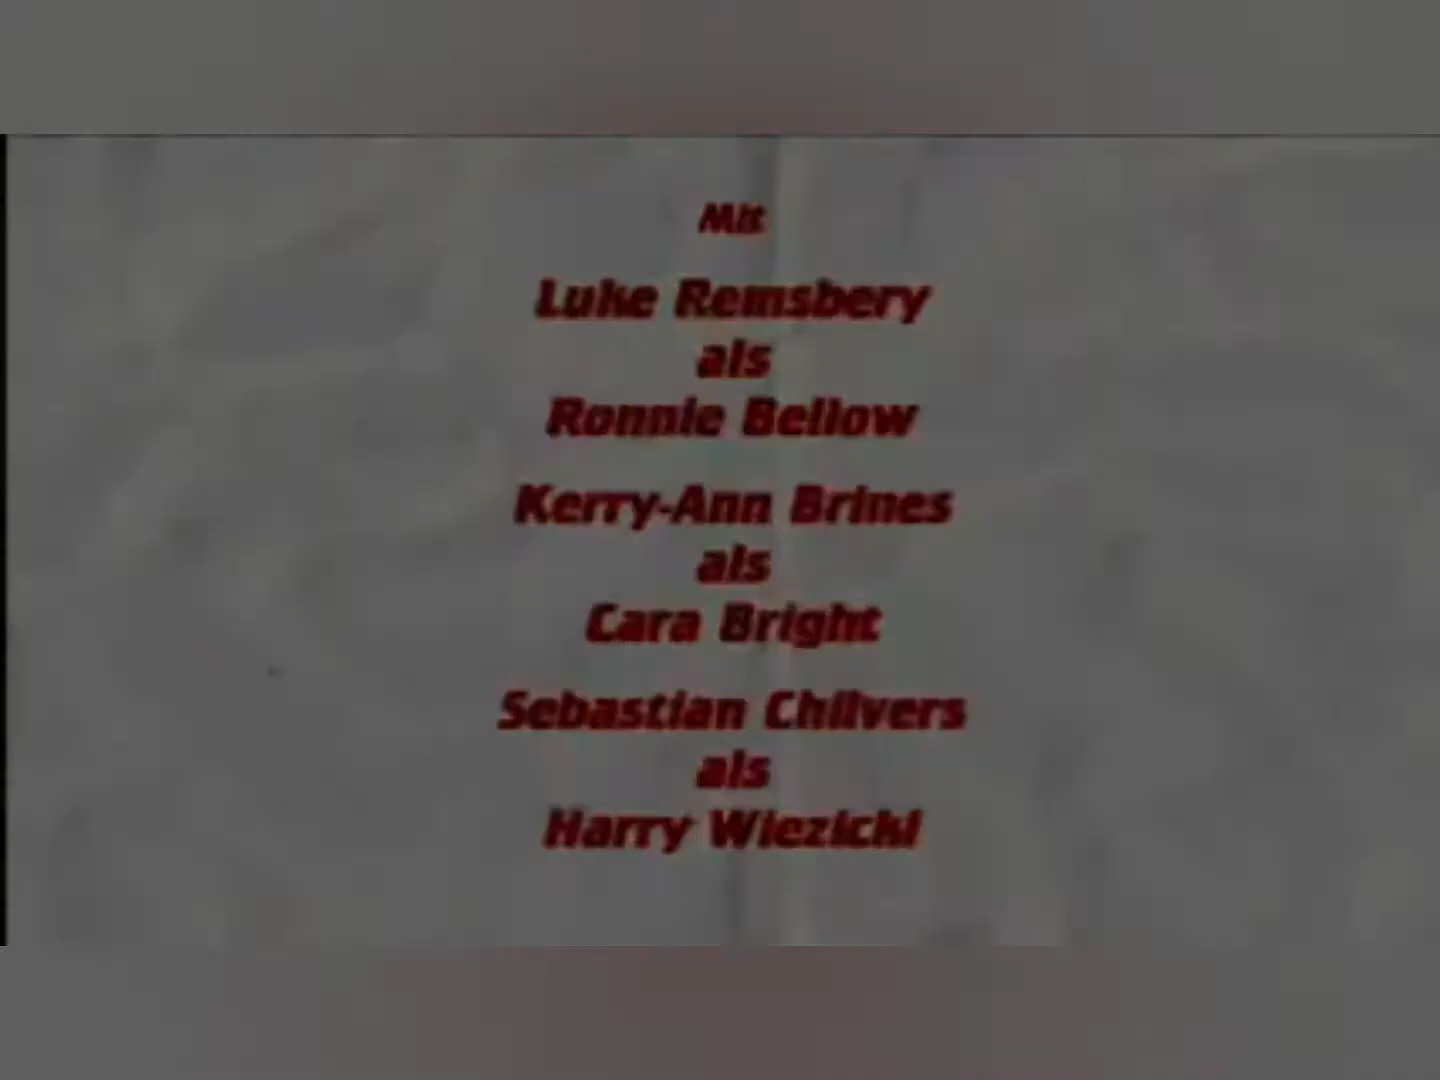 Mit
Luke Remsbery
als
Ronnie Bellow
Kerry-Ann Brines
als
Cara Bright
Sebastian Chilvers
als
Harry Wiezicki